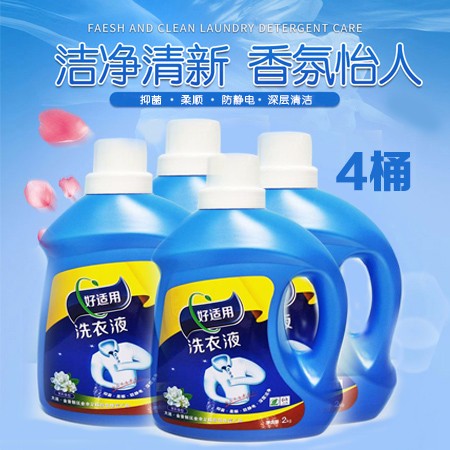 FAESH AND CLEAN LAUNDRY DETERGENT CARE
洁净清新 香氛怡人
抑菌 · 柔顺 · 防静电 · 深层清洁
4桶
好适用
洗衣液
好适用
洗衣液
2kg